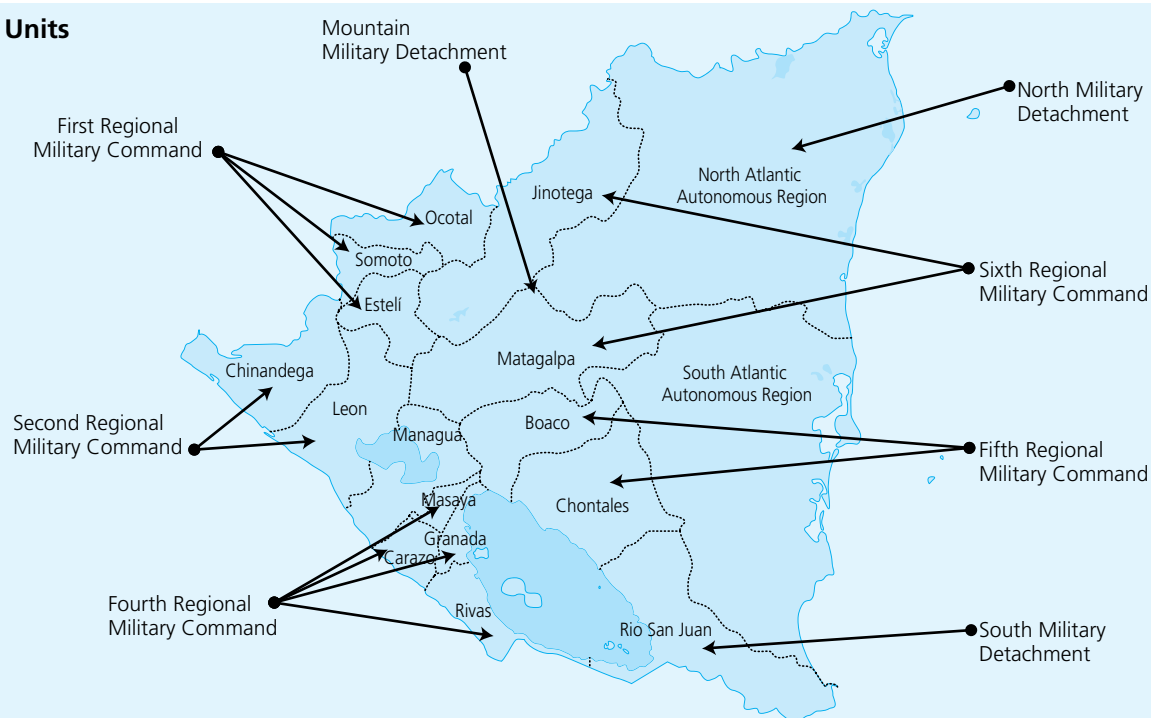 Units
Mountain
Military Detachment
North Military
Detachment
First Regional
Military Command
North Atlantic
Autonomous Region
Jinotega
Ocotal
Somoto
Sixth Regional
Military Command
Estelí
Matagalpa
Chinandega
South Atlantic
Autonomous Region
Leon
Second Regional
Military Command
Managua
Boaco
Fifth Regional
Military Command
Masaya
Chontales
Granada
Carazo
Fourth Regional
Military Command
Rivas
Rio San Juan
South Military
Detachment